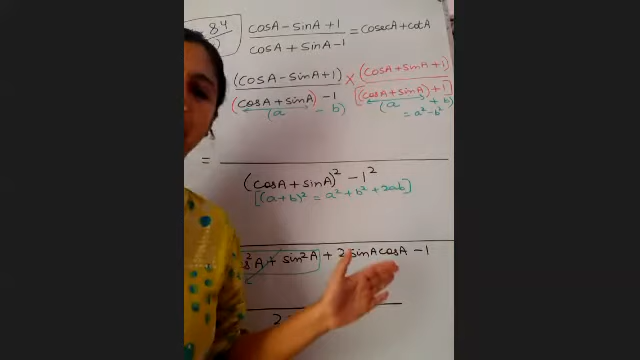 84
cosA - sinA + 1 / cosA + sinA - 1 = cosecA + cotA
(cosA - sinA + 1) / (cosA + sinA) - 1 × (cosA + sinA + 1) / (cosA + sinA) + 1
(a - b) (a + b)
= a² - b²
=
(cosA + sinA)² - 1²
[(a+b)² = a² + b² + 2ab]
s²A + sin²A + 2 sinA cosA - 1
2